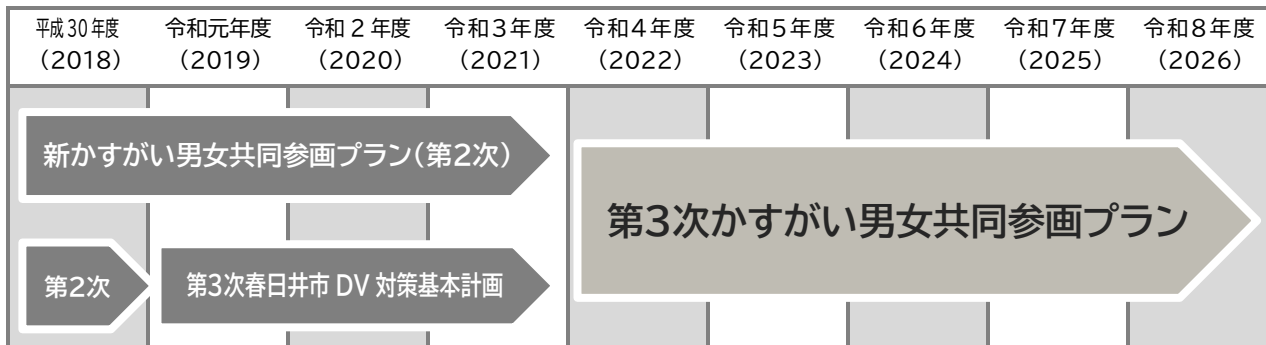 平成30年度 令和元年度 令和２年度 令和3年度 令和4年度 令和5年度 令和6年度 令和7年度 令和8年度
（2018） （2019） （2020） （2021） （2022） （2023） （2024） （2025） （2026）
新かすがい男女共同参画プラン（第2次）
第3次かすがい男女共同参画プラン
第2次 第3次春日井市 DV 対策基本計画